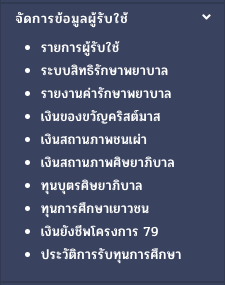 จัดการข้อมูลผู้รับใช้
รายการผู้รับใช้
ระบบสิทธิรักษาพยาบาล
รายงานค่ารักษาพยาบาล
เงินของขวัญคริสต์มาส
เงินสถานภาพชนเผ่า
เงินสถานภาพศิษยาภิบาล
ทุนบุตรศิษยาภิบาล
ทุนการศึกษาเยาวชน
เงินยังชีพโครงการ 79
ประวัติการรับทุนการศึกษา